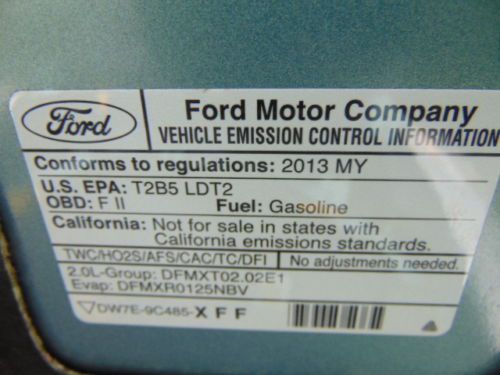 Ford
Ford Motor Company
VEHICLE EMISSION CONTROL INFORMATION
Conforms to regulations: 2013 MY
U.S. EPA: T2B5 LDT2
OBD: F II Fuel: Gasoline
California: Not for sale in states with
California emissions standards.
TWC/HO2S/AFS/CAC/TC/DFI No adjustments needed.
2.0L-Group: DFMXT02.02E1
Evap: DFMXR0125NBV
DW7E-9C485-XFF